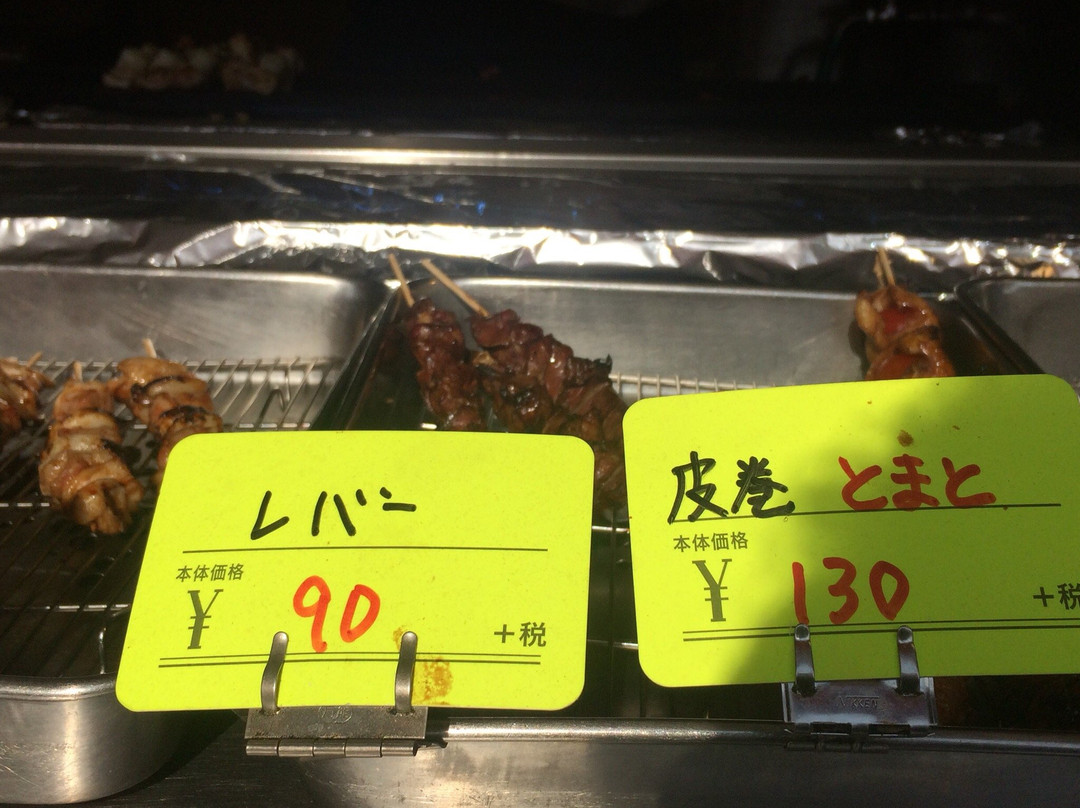 レバー
本体価格
¥ 90 +税
皮巻 とまと
本体価格
¥ 130 +税